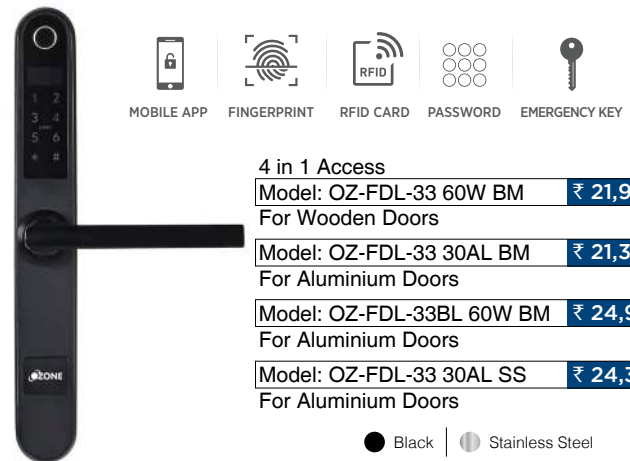 MOBILE APP
FINGERPRINT
RFID
RFID CARD
PASSWORD
EMERGENCY KEY
1 2
3 4
5 6
* #
OZONE
4 in 1 Access
Model: OZ-FDL-33 60W BM ₹ 21,9
For Wooden Doors
Model: OZ-FDL-33 30AL BM ₹ 21,3
For Aluminium Doors
Model: OZ-FDL-33BL 60W BM ₹ 24,9
For Aluminium Doors
Model: OZ-FDL-33 30AL SS ₹ 24,3
For Aluminium Doors
Black | Stainless Steel